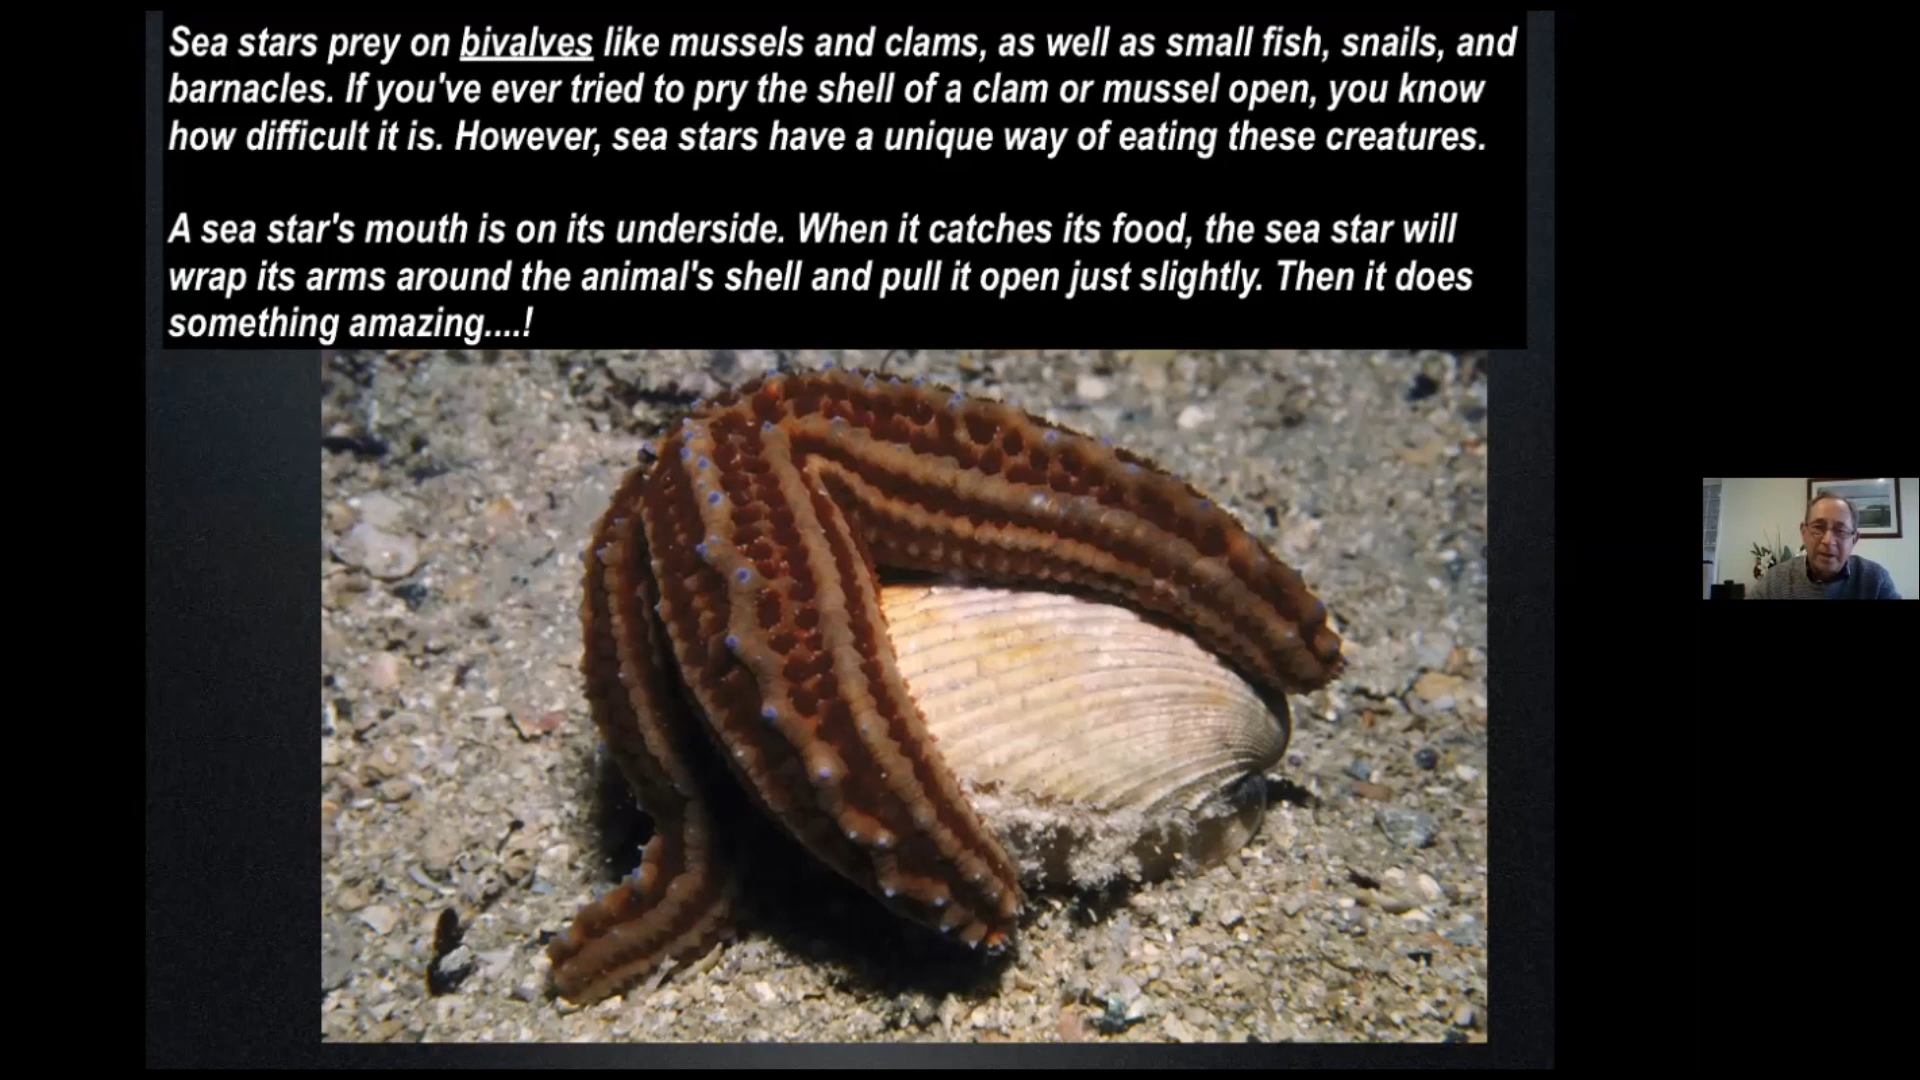 Sea stars prey on bivalves like mussels and clams, as well as small fish, snails, and
barnacles. If you've ever tried to pry the shell of a clam or mussel open, you know
how difficult it is. However, sea stars have a unique way of eating these creatures.
A sea star's mouth is on its underside. When it catches its food, the sea star will
wrap its arms around the animal's shell and pull it open just slightly. Then it does
something amazing....!